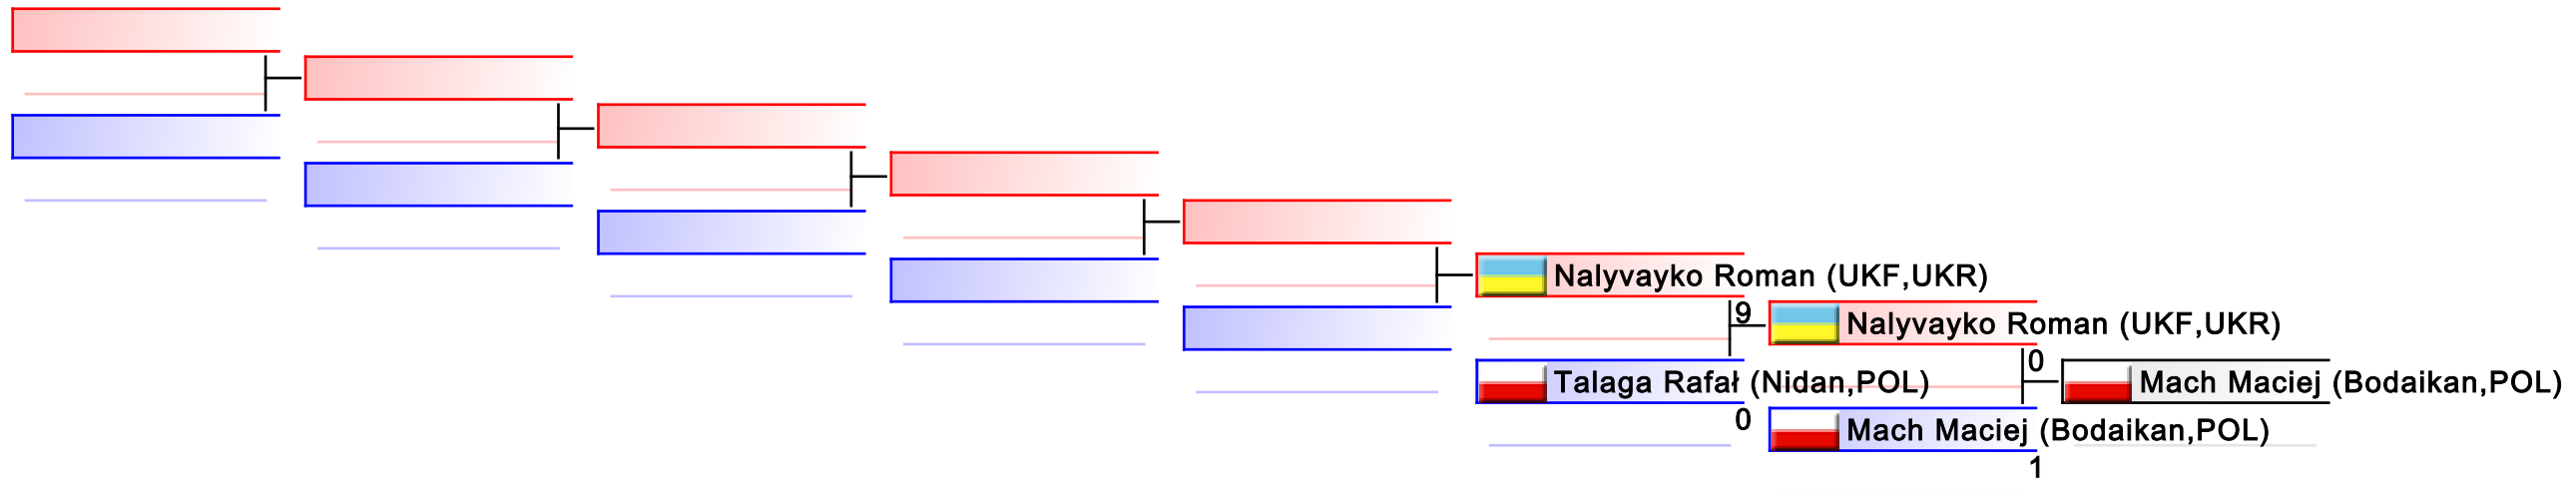 Nalyvayko Roman (UKF,UKR)
9
Nalyvayko Roman (UKF,UKR)
0
Talaga Rafał (Nidan,POL)
Mach Maciej (Bodaikan,POL)
0
Mach Maciej (Bodaikan,POL)
1